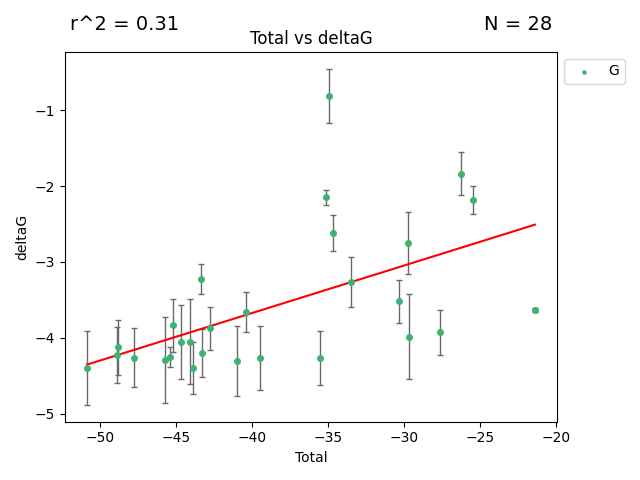 r^2 = 0.31
N = 28
Total vs deltaG
G
−1
−2
−3
−4
−5
deltaG
−50
−45
−40
−35
−30
−25
−20
Total